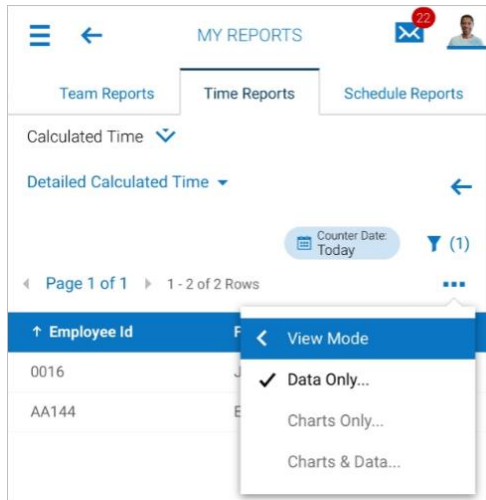 MY REPORTS
22
Team Reports Time Reports Schedule Reports
Calculated Time
Detailed Calculated Time
Counter Date:
Today
(1)
Page 1 of 1 1 - 2 of 2 Rows
Employee Id F
View Mode
0016 J
Data Only...
AA144 E
Charts Only...
Charts & Data...